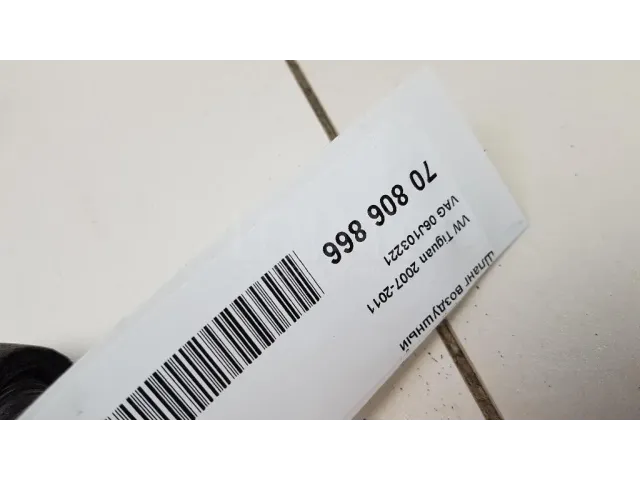 Шланг воздушный
VW Tiguan 2007-2011
VAG 06J103221
70 806 866